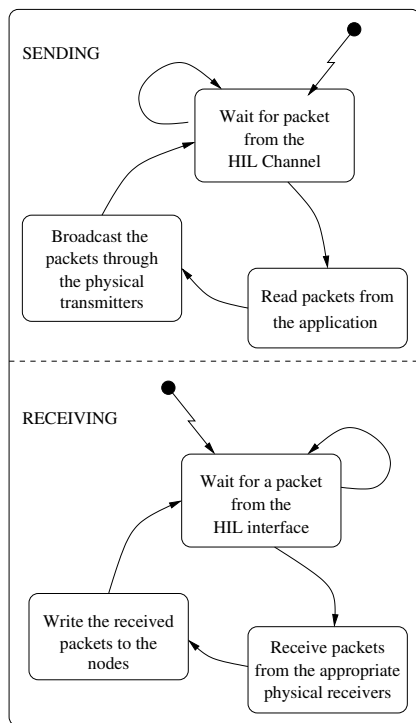 SENDING
Wait for packet
from the
HIL Channel
Broadcast the
packets through
the physical
transmitters
Read packets from
the application
RECEIVING
Wait for a packet
from the
HIL interface
Write the received
packets to the
nodes
Receive packets
from the appropriate
physical receivers